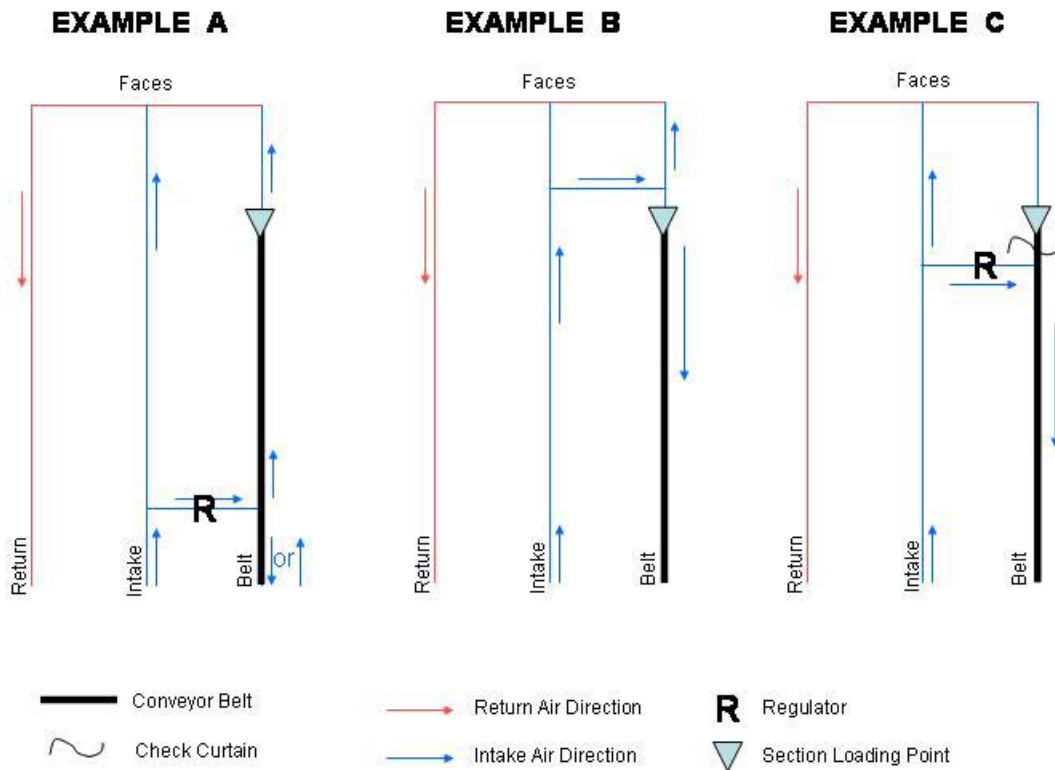 EXAMPLE A
EXAMPLE B
EXAMPLE C
Faces
Faces
Faces
R
R
or
Return
Intake
Belt
Return
Intake
Belt
Return
Intake
Belt
Conveyor Belt
Return Air Direction
R Regulator
Check Curtain
Intake Air Direction
Section Loading Point